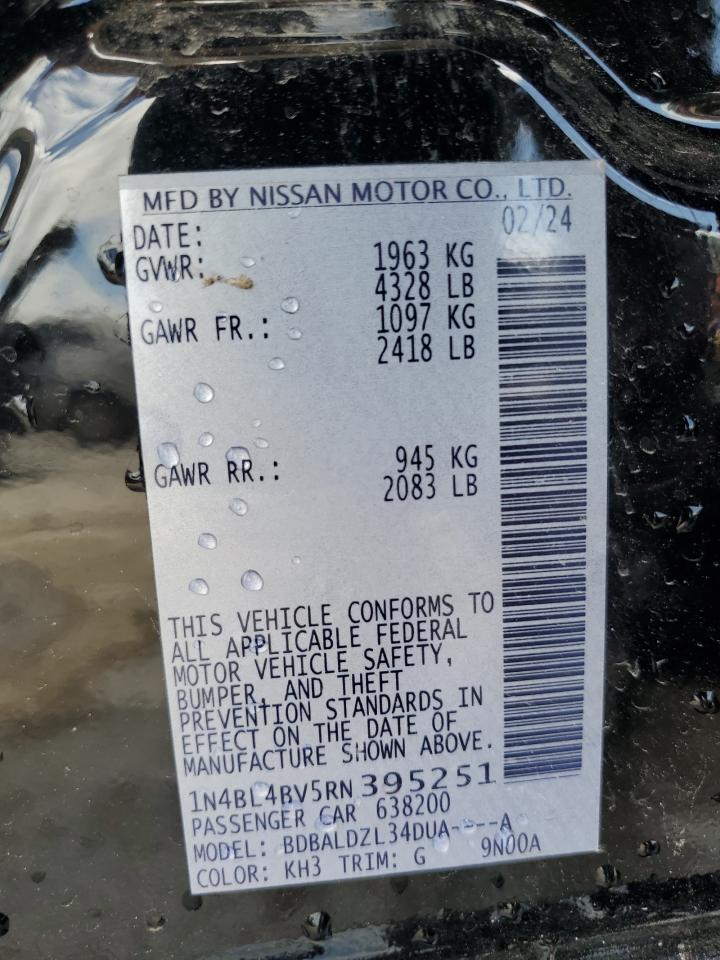 MFD BY NISSAN MOTOR CO., LTD.
DATE: 02/24
GVWR: 1963 KG
4328 LB
GAWR FR.: 1097 KG
2418 LB
GAWR RR.: 945 KG
2083 LB
THIS VEHICLE CONFORMS TO
ALL APPLICABLE FEDERAL
MOTOR VEHICLE SAFETY,
BUMPER, AND THEFT
PREVENTION STANDARDS IN
EFFECT ON THE DATE OF
MANUFACTURE SHOWN ABOVE.
1N4BL4BV5RN395251
PASSENGER CAR 638200
MODEL: BDBALDZL34DUA----A
COLOR: KH3 TRIM: G 9N00A